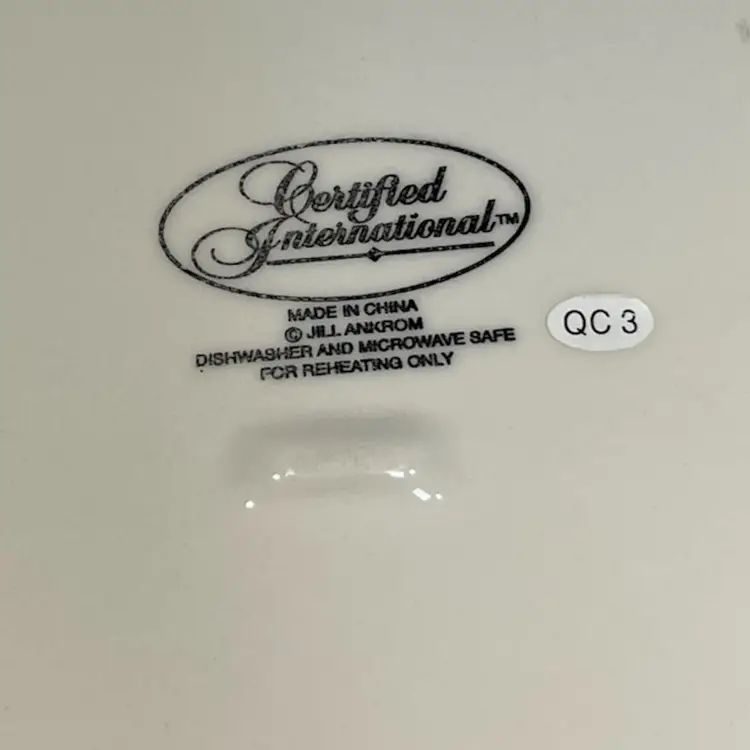 Certified
International™
MADE IN CHINA
© JILL ANKROM
DISHWASHER AND MICROWAVE SAFE
FOR REHEATING ONLY
QC 3